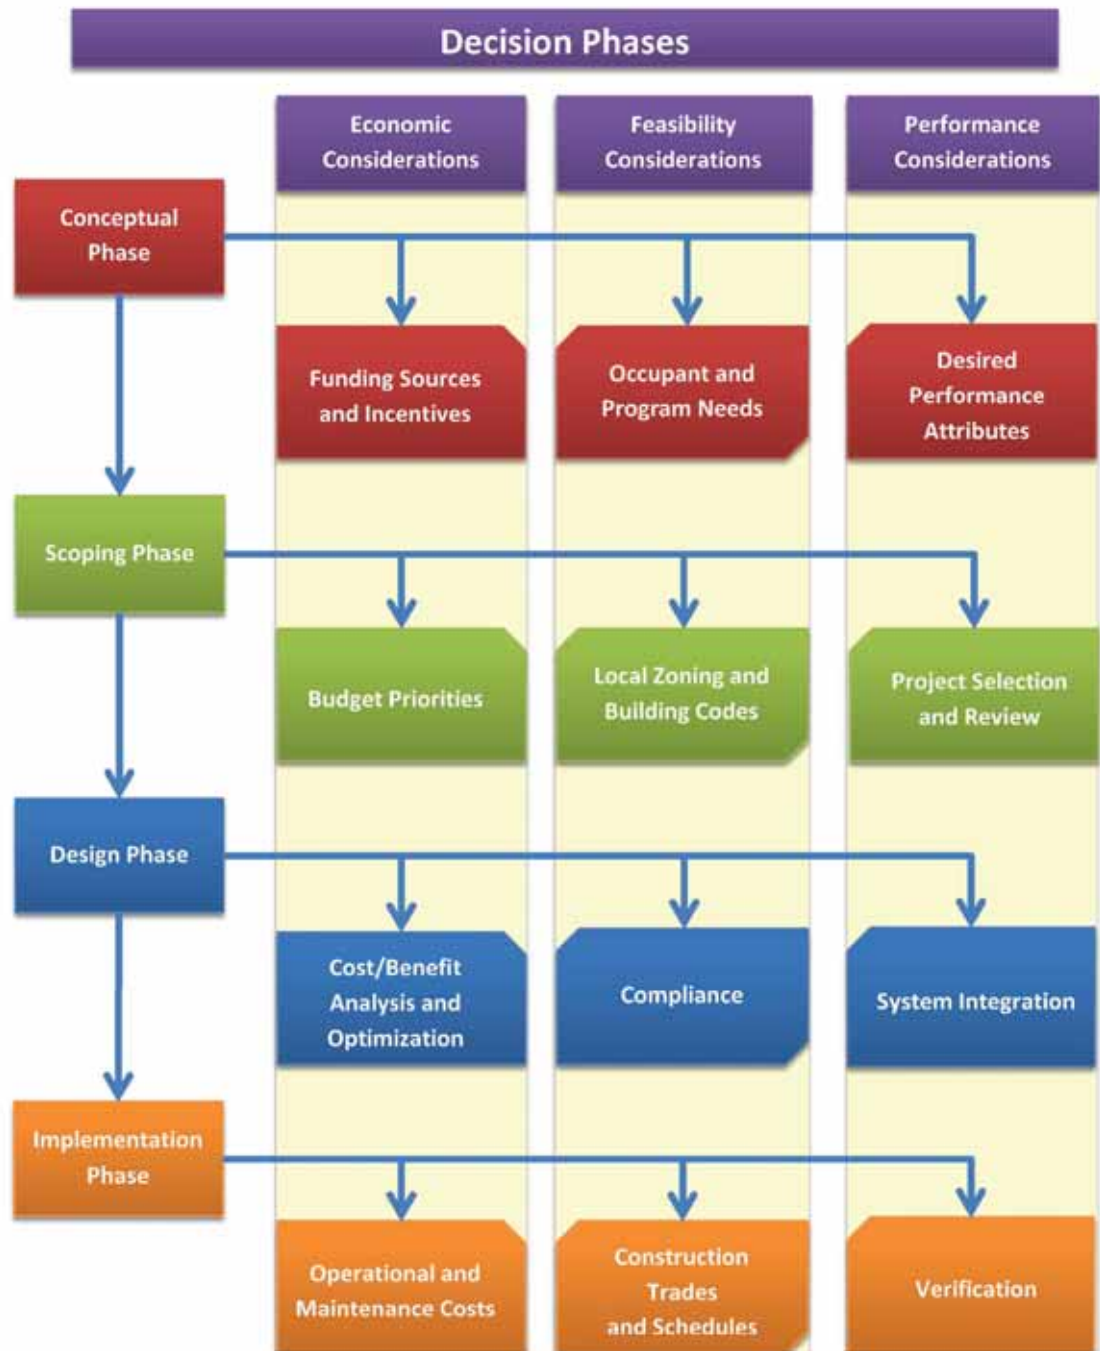 Decision Phases
Economic
Considerations
Feasibility
Considerations
Performance
Considerations
Conceptual
Phase
Funding Sources
and Incentives
Occupant and
Program Needs
Desired
Performance
Attributes
Scoping Phase
Budget Priorities
Local Zoning and
Building Codes
Project Selection
and Review
Design Phase
Cost/Benefit
Analysis and
Optimization
Compliance
System Integration
Implementation
Phase
Operational and
Maintenance Costs
Construction
Trades
and Schedules
Verification